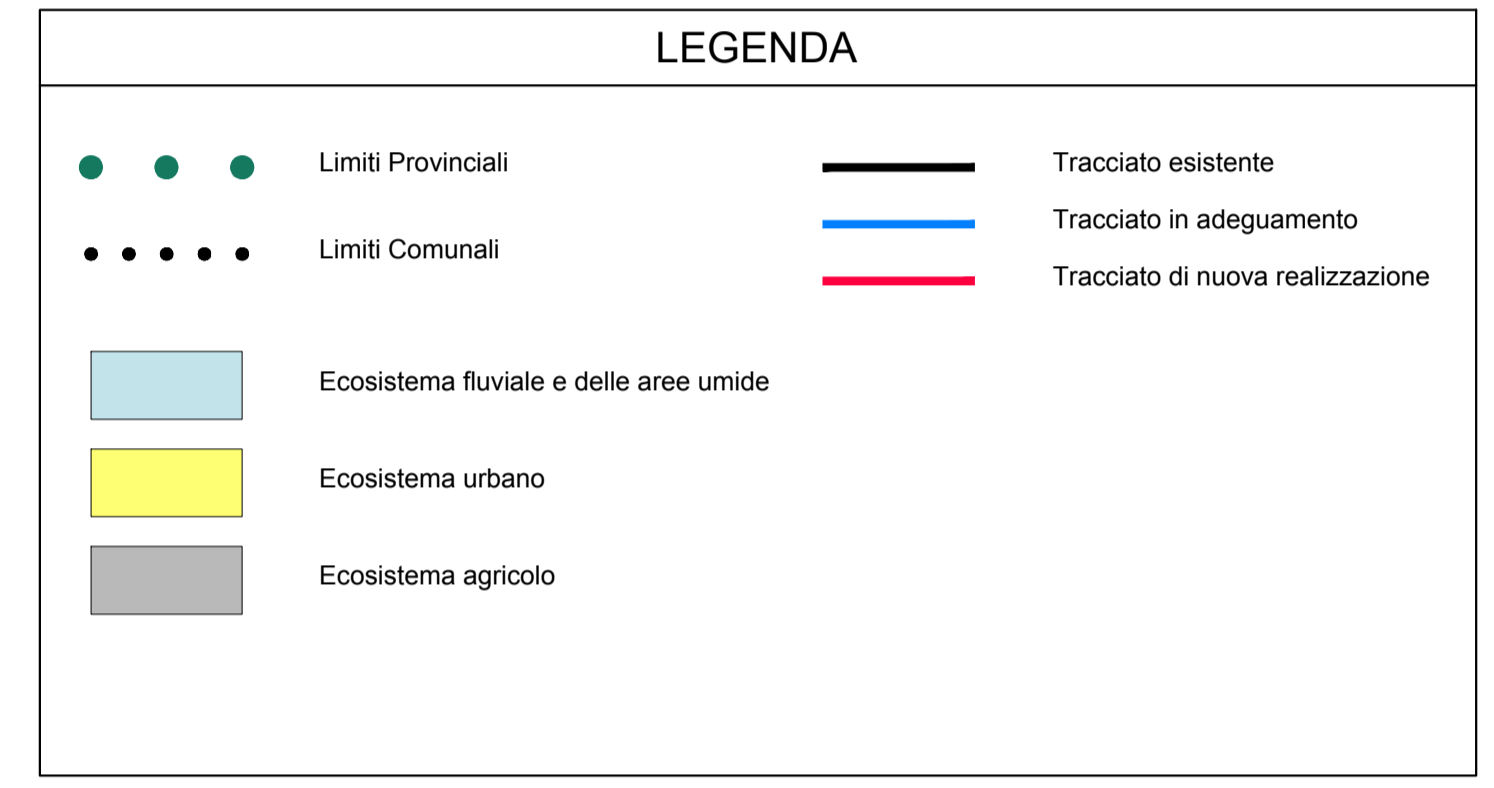 LEGENDA
Limiti Provinciali
Limiti Comunali
Ecosistema fluviale e delle aree umide
Ecosistema urbano
Ecosistema agricolo
Tracciato esistente
Tracciato in adeguamento
Tracciato di nuova realizzazione